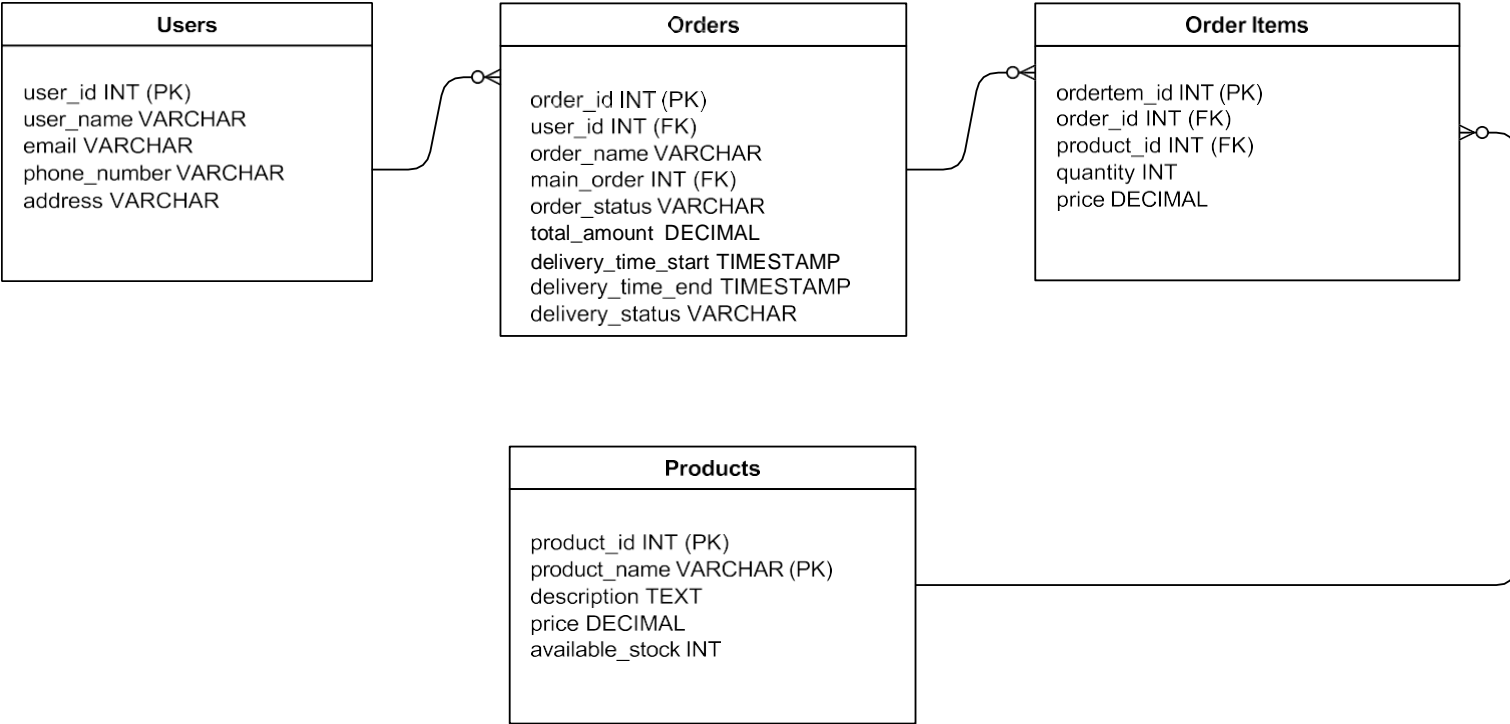 Users
user_id INT (PK)
user_name VARCHAR
email VARCHAR
phone_number VARCHAR
address VARCHAR
Orders
order_id INT (PK)
user_id INT (FK)
order_name VARCHAR
main_order INT (FK)
order_status VARCHAR
total_amount DECIMAL
delivery_time_start TIMESTAMP
delivery_time_end TIMESTAMP
delivery_status VARCHAR
Order Items
ordertem_id INT (PK)
order_id INT (FK)
product_id INT (FK)
quantity INT
price DECIMAL
Products
product_id INT (PK)
product_name VARCHAR (PK)
description TEXT
price DECIMAL
available_stock INT